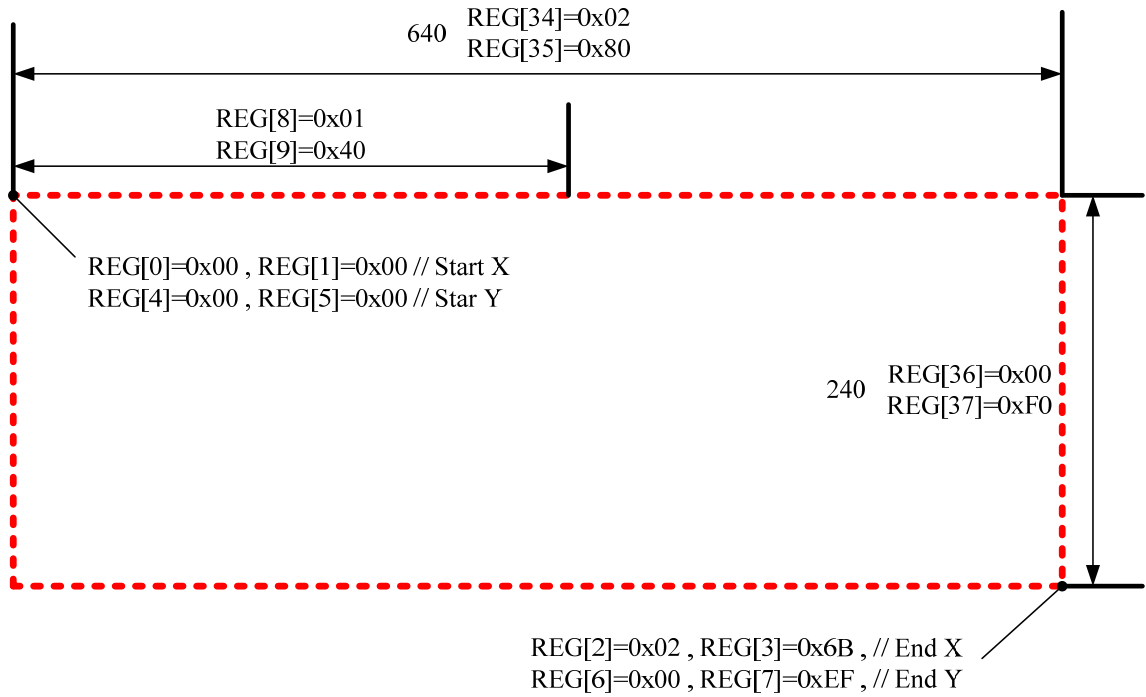 640
REG[34]=0x02
REG[35]=0x80
REG[8]=0x01
REG[9]=0x40
REG[0]=0x00 , REG[1]=0x00 // Start X
REG[4]=0x00 , REG[5]=0x00 // Star Y
240
REG[36]=0x00
REG[37]=0xF0
REG[2]=0x02 , REG[3]=0x6B , // End X
REG[6]=0x00 , REG[7]=0xEF , // End Y